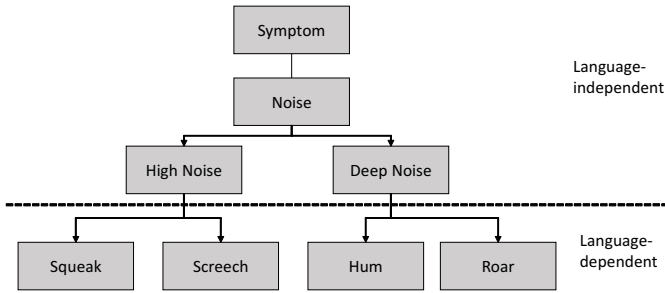 Symptom
Language-
independent
Noise
High Noise
Deep Noise
Squeak
Screech
Hum
Roar
Language-
dependent